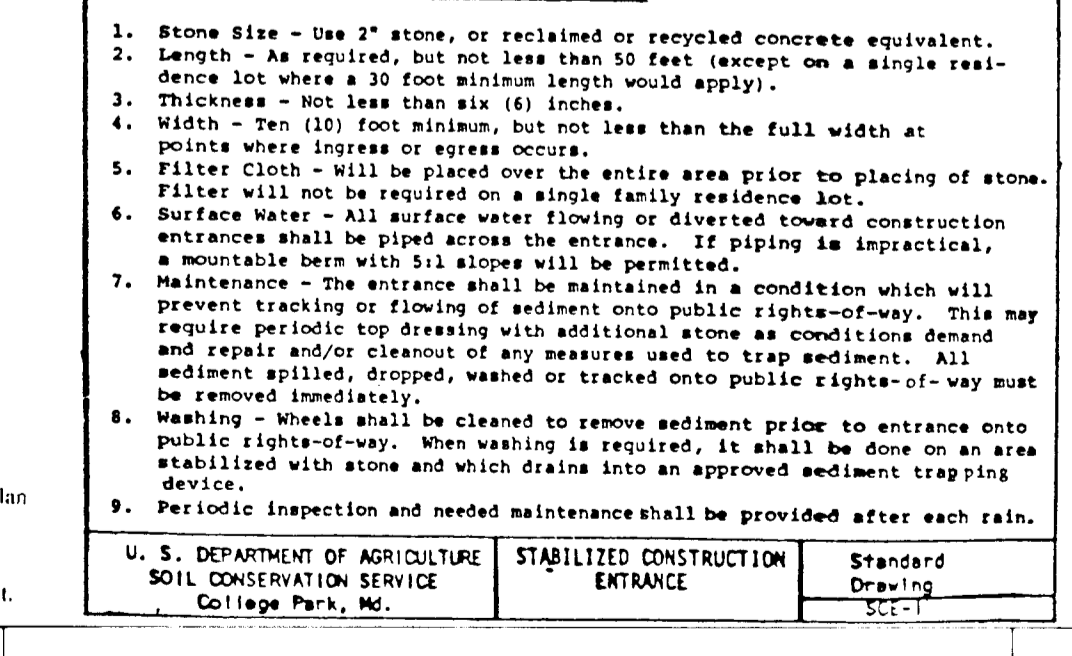 1. Stone Size - Use 2" stone, or reclaimed or recycled concrete equivalent.
2. Length - As required, but not less than 50 feet (except on a single resi-
dence lot where a 30 foot minimum length would apply).
3. Thickness - Not less than six (6) inches.
4. Width - Ten (10) foot minimum, but not less than the full width at
points where ingress or egress occurs.
5. Filter Cloth - Will be placed over the entire area prior to placing of stone.
Filter will not be required on a single family residence lot.
6. Surface Water - All surface water flowing or diverted toward construction
entrances shall be piped across the entrance. If piping is impractical,
a mountable berm with 5:1 slopes will be permitted.
7. Maintenance - The entrance shall be maintained in a condition which will
prevent tracking or flowing of sediment onto public rights-of-way. This may
require periodic top dressing with additional stone as conditions demand
and repair and/or cleanout of any measures used to trap sediment. All
sediment spilled, dropped, washed or tracked onto public rights-of-way must
be removed immediately.
8. Washing - Wheels shall be cleaned to remove sediment prior to entrance onto
public rights-of-way. When washing is required, it shall be done on an area
stabilized with stone and which drains into an approved sediment trapping
device.
lan
9. Periodic inspection and needed maintenance shall be provided after each rain.
U. S. DEPARTMENT OF AGRICULTURE
SOIL CONSERVATION SERVICE
College Park, Md.
STABILIZED CONSTRUCTION
ENTRANCE
Standard
Drawing
SCE-1
t.